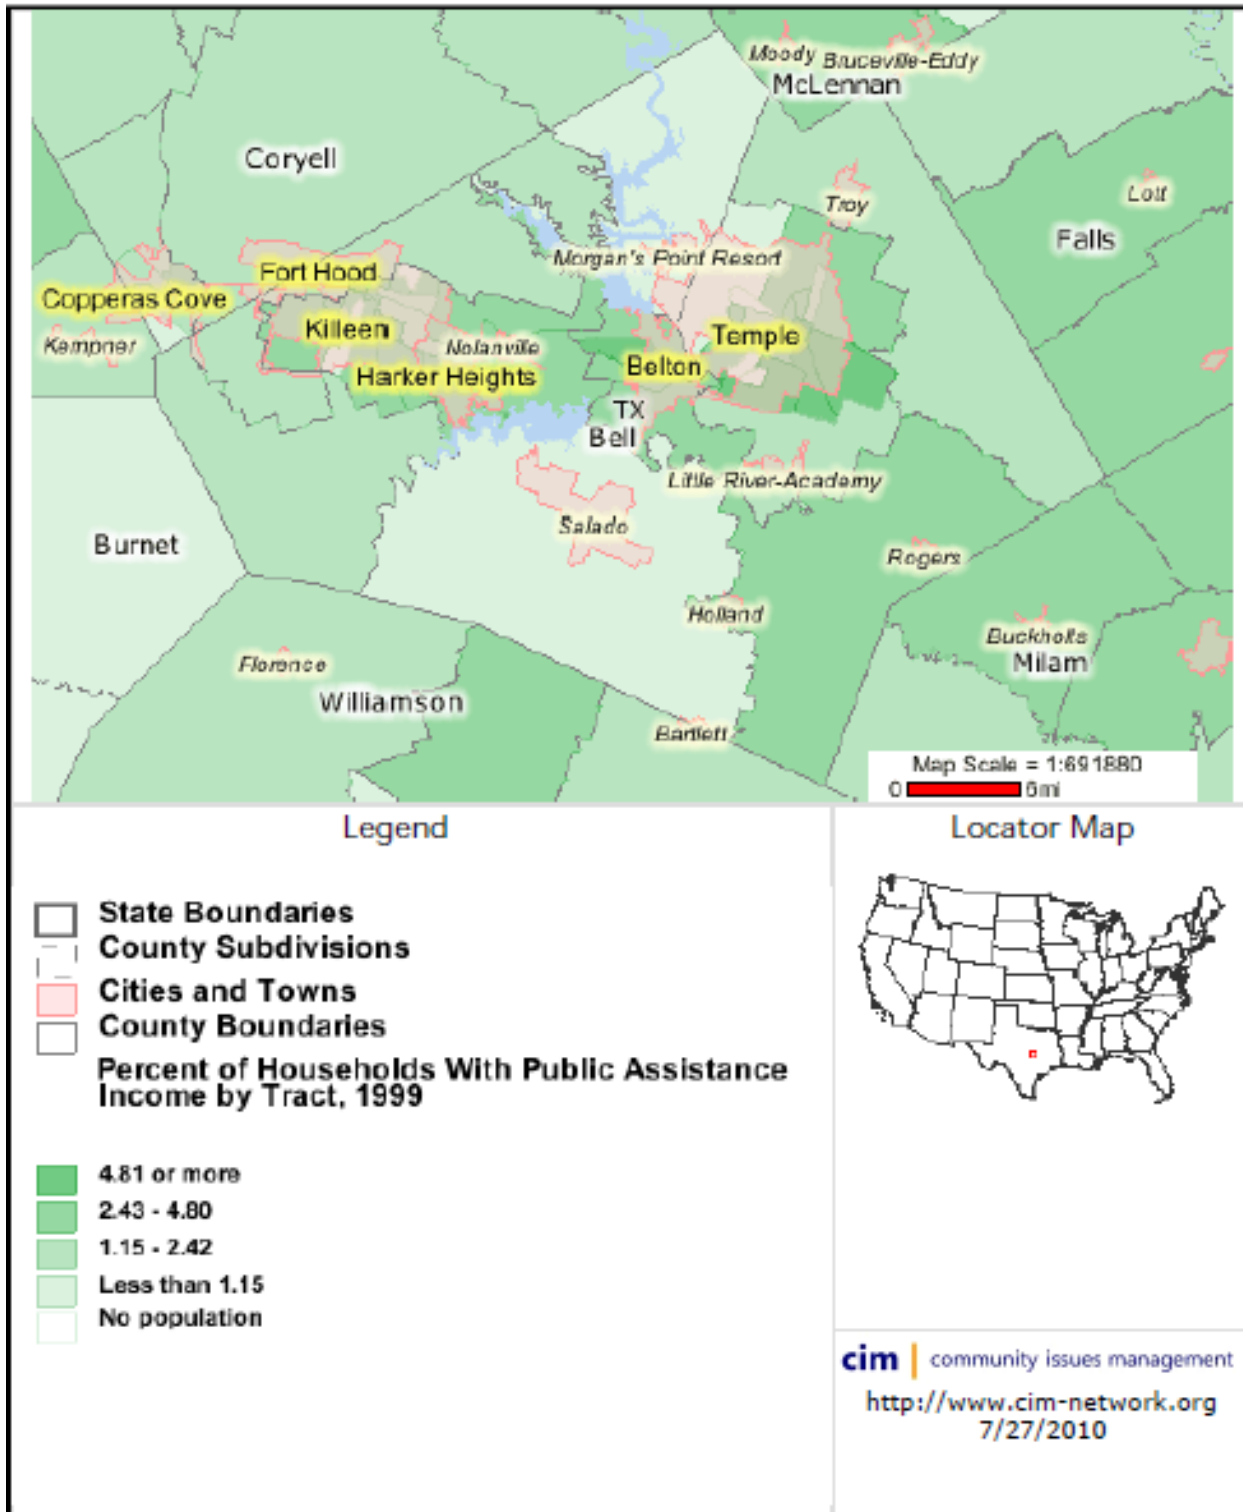 Moody Bruceville-Eddy
McLennan
Coryell
Lott
Troy
Falls
Morgan's Point Resort
Fort Hood
Copperas Cove
Killeen
Temple
Kempner
Nolanville
Belton
Harker Heights
TX
Bell
Little River-Academy
Salado
Burnet
Rogers
Holland
Buckholts
Milam
Florence
Williamson
Bartlett
Map Scale = 1:691880
0 6mi
Legend
State Boundaries
County Subdivisions
Cities and Towns
County Boundaries
Percent of Households With Public Assistance
Income by Tract, 1999
4.81 or more
2.43 - 4.80
1.15 - 2.42
Less than 1.15
No population
Locator Map
cim | community issues management
http://www.cim-network.org
7/27/2010